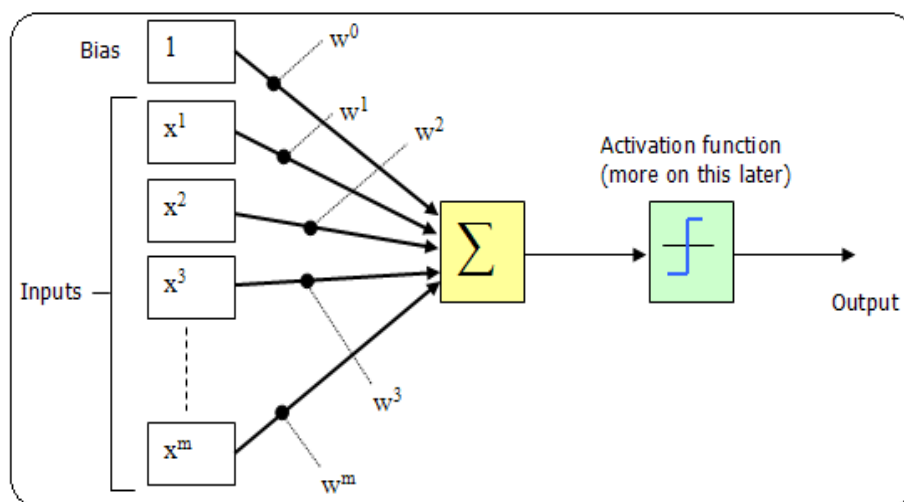 Bias
1
w⁰
x¹
w¹
w²
x²
Activation function
(more on this later)
Σ
Inputs
x³
Output
w³
xᵐ
wᵐ